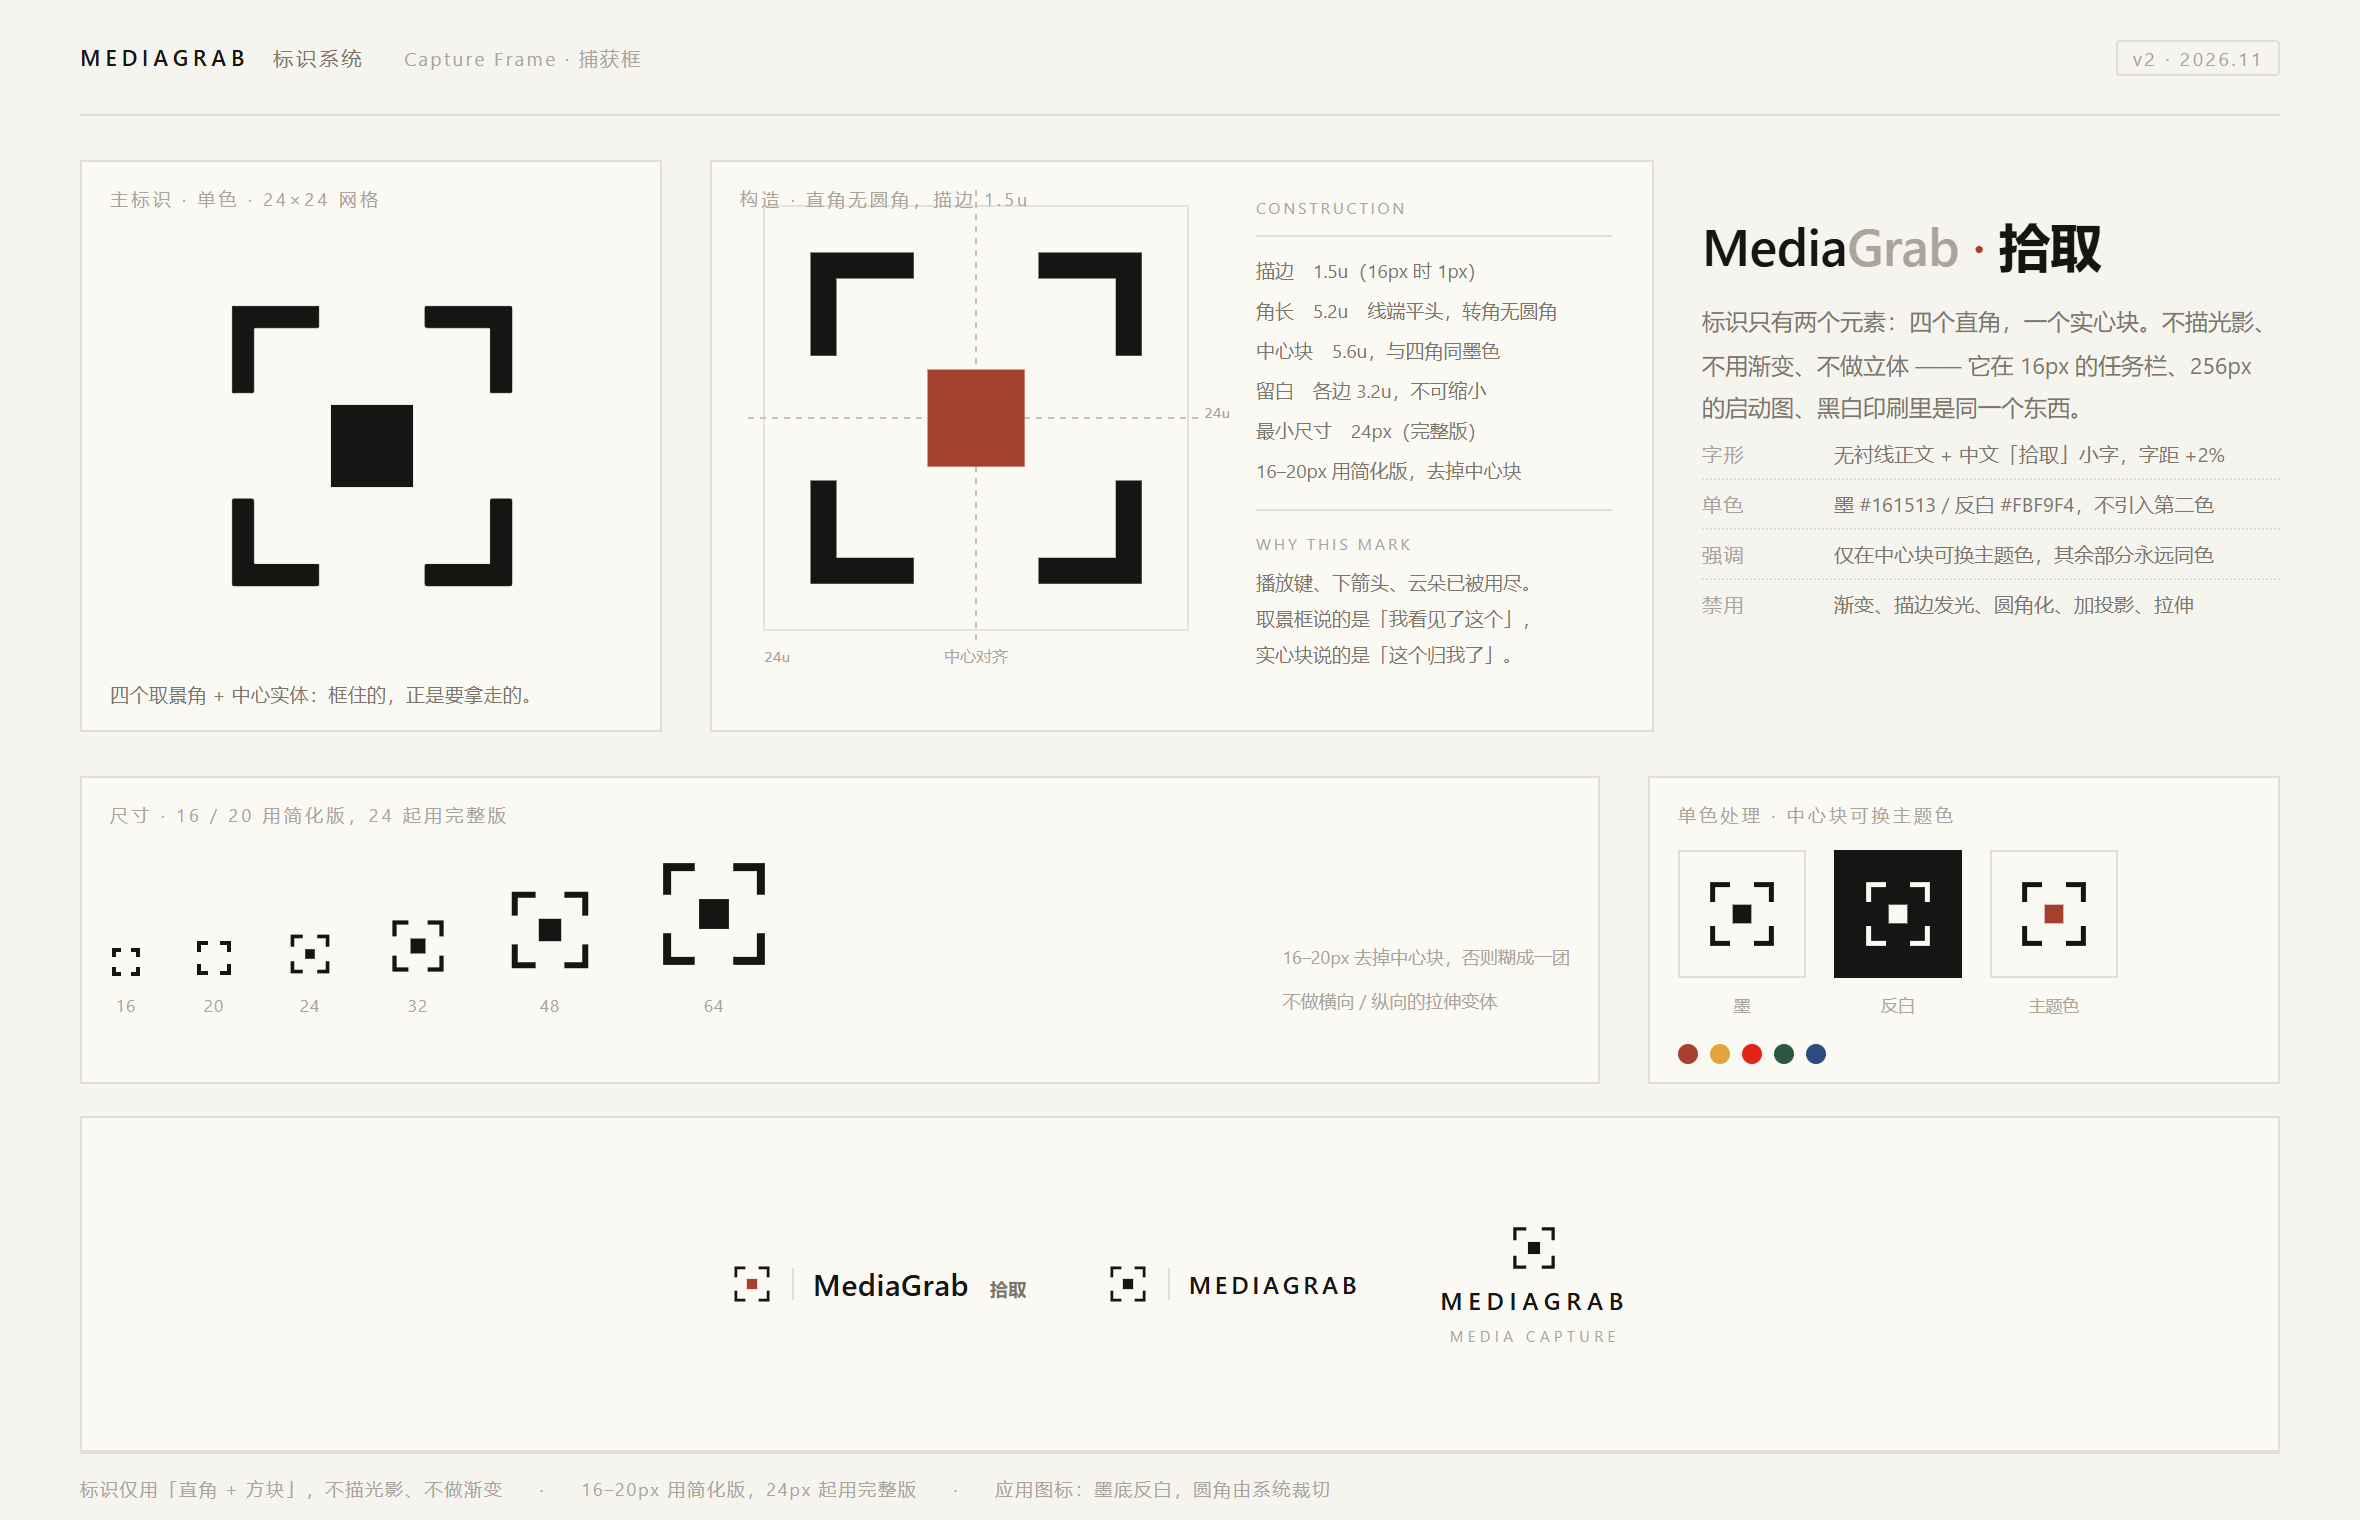 MEDIAGRAB 标识系统 Capture Frame · 捕获框
v2 · 2026.11
主标识 · 单色 · 24×24 网格
四个取景角 + 中心实体：框住的，正是要拿走的。
构造 · 直角无圆角，描边 1.5u
24u
24u
中心对齐
CONSTRUCTION
描边 1.5u（16px 时 1px）
角长 5.2u 线端平头，转角无圆角
中心块 5.6u，与四角同墨色
留白 各边 3.2u，不可缩小
最小尺寸 24px（完整版）
16–20px 用简化版，去掉中心块
WHY THIS MARK
播放键、下箭头、云朵已被用尽。
取景框说的是「我看见了这个」，
实心块说的是「这个归我了」。
MediaGrab · 拾取
标识只有两个元素：四个直角，一个实心块。不描光影、
不用渐变、不做立体 —— 它在 16px 的任务栏、256px
的启动图、黑白印刷里是同一个东西。
字形 无衬线正文 + 中文「拾取」小字，字距 +2%
单色 墨 #161513 / 反白 #FBF9F4，不引入第二色
强调 仅在中心块可换主题色，其余部分永远同色
禁用 渐变、描边发光、圆角化、加投影、拉伸
尺寸 · 16 / 20 用简化版，24 起用完整版
16 20 24 32 48 64
16–20px 去掉中心块，否则糊成一团
不做横向 / 纵向的拉伸变体
单色处理 · 中心块可换主题色
墨 反白 主题色
MediaGrab 拾取
MEDIAGRAB
MEDIAGRAB
MEDIA CAPTURE
标识仅用「直角 + 方块」，不描光影、不做渐变 · 16–20px 用简化版，24px 起用完整版 · 应用图标：墨底反白，圆角由系统裁切